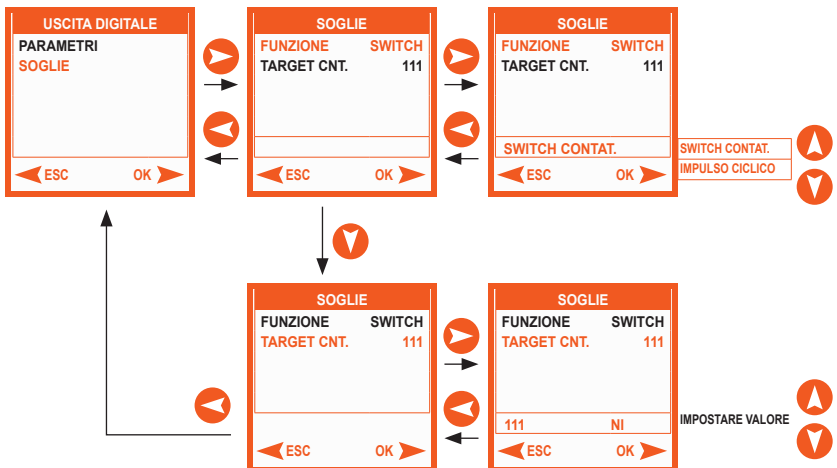 USCITA DIGITALE
PARAMETRI
SOGLIE
ESC OK
SOGLIE
FUNZIONE SWITCH
TARGET CNT. 111
ESC OK
SOGLIE
FUNZIONE SWITCH
TARGET CNT. 111
SWITCH CONTAT.
ESC OK
SWITCH CONTAT.
IMPULSO CICLICO
SOGLIE
FUNZIONE SWITCH
TARGET CNT. 111
ESC OK
SOGLIE
FUNZIONE SWITCH
TARGET CNT. 111
111 NI
ESC OK
IMPOSTARE VALORE